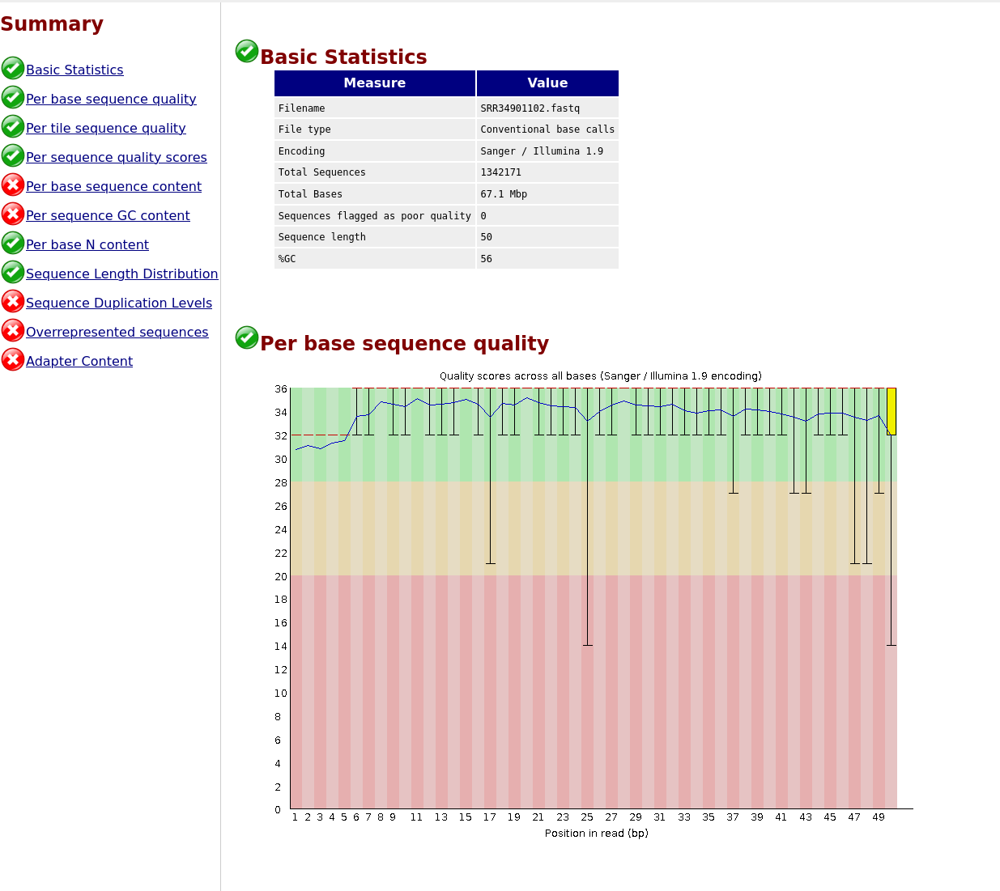 Summary
Basic Statistics
Per base sequence quality
Per tile sequence quality
Per sequence quality scores
Per base sequence content
Per sequence GC content
Per base N content
Sequence Length Distribution
Sequence Duplication Levels
Overrepresented sequences
Adapter Content
Basic Statistics
Measure Value
Filename SRR34901102.fastq
File type Conventional base calls
Encoding Sanger / Illumina 1.9
Total Sequences 1342171
Total Bases 67.1 Mbp
Sequences flagged as poor quality 0
Sequence length 50
%GC 56
Per base sequence quality
Quality scores across all bases (Sanger / Illumina 1.9 encoding)
36
34
32
30
28
26
24
22
20
18
16
14
12
10
8
6
4
2
0
1 2 3 4 5 6 7 8 9 11 13 15 17 19 21 23 25 27 29 31 33 35 37 39 41 43 45 47 49
Position in read (bp)